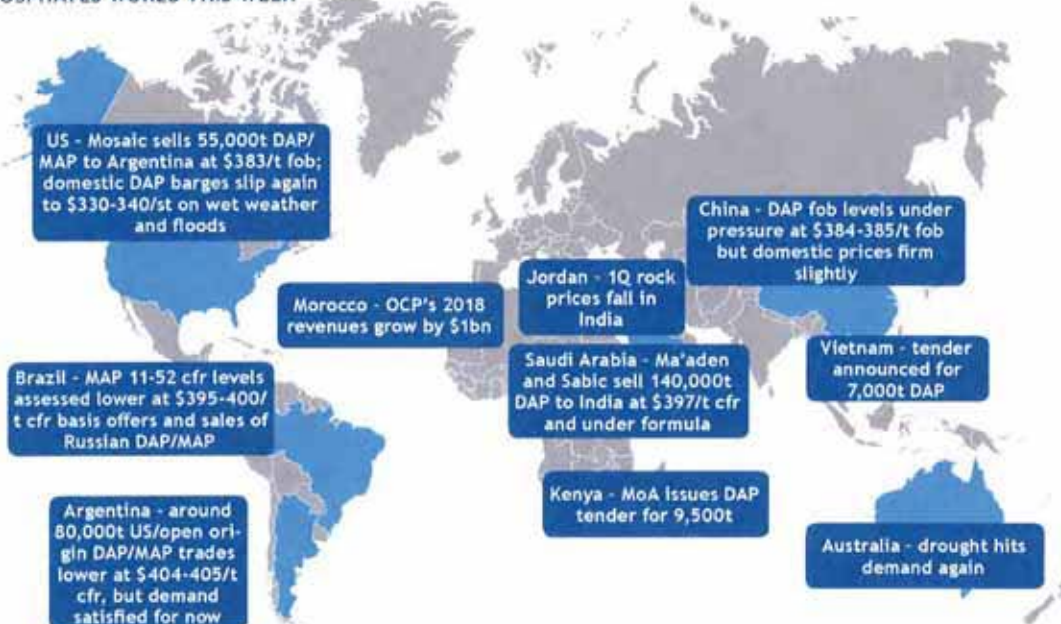 US - Mosaic sells 55,000t DAP/
MAP to Argentina at $383/t fob;
domestic DAP barges slip again
to $330-340/st on wet weather
and floods
China - DAP fob levels under
pressure at $384-385/t fob
but domestic prices firm
slightly
Jordan - 1Q rock
prices fall in
India
Morocco - OCP's 2018
revenues grow by $1bn
Saudi Arabia - Ma'aden
and Sabic sell 140,000t
DAP to India at $397/t cfr
and under formula
Vietnam - tender
announced for
7,000t DAP
Brazil - MAP 11-52 cfr levels
assessed lower at $395-400/
t cfr basis offers and sales of
Russian DAP/MAP
Kenya - MoA issues DAP
tender for 9,500t
Argentina - around
80,000t US/open ori-
gin DAP/MAP trades
lower at $404-405/t
cfr, but demand
satisfied for now
Australia - drought hits
demand again